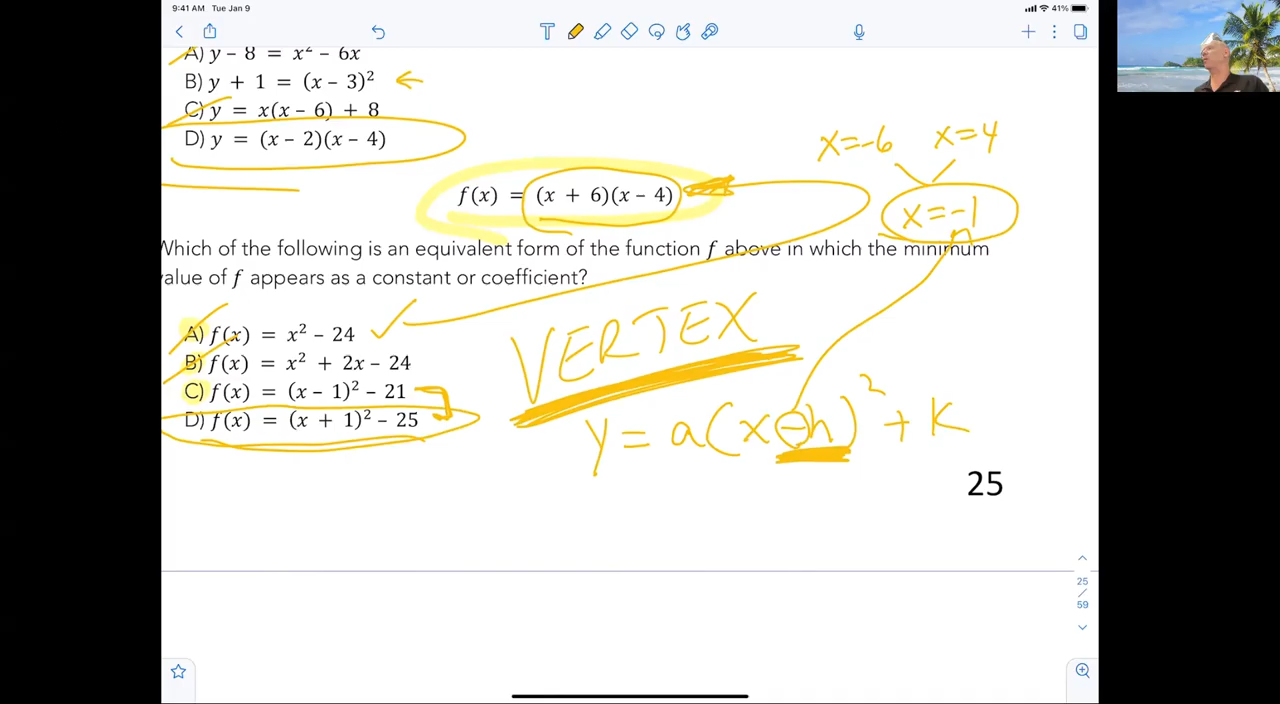 9:41 AM Tue Jan 9
41%
A) y – 8 = x² – 6x
B) y + 1 = (x – 3)²
C) y = x(x – 6) + 8
D) y = (x – 2)(x – 4)
x=-6 x=4
f(x) = (x + 6)(x – 4)
x=-1
Which of the following is an equivalent form of the function f above in which the minimum
value of f appears as a constant or coefficient?
A) f(x) = x² – 24
B) f(x) = x² + 2x – 24
C) f(x) = (x – 1)² – 21
D) f(x) = (x + 1)² – 25
VERTEX
y = a(x-h)² + K
25
25
/
59